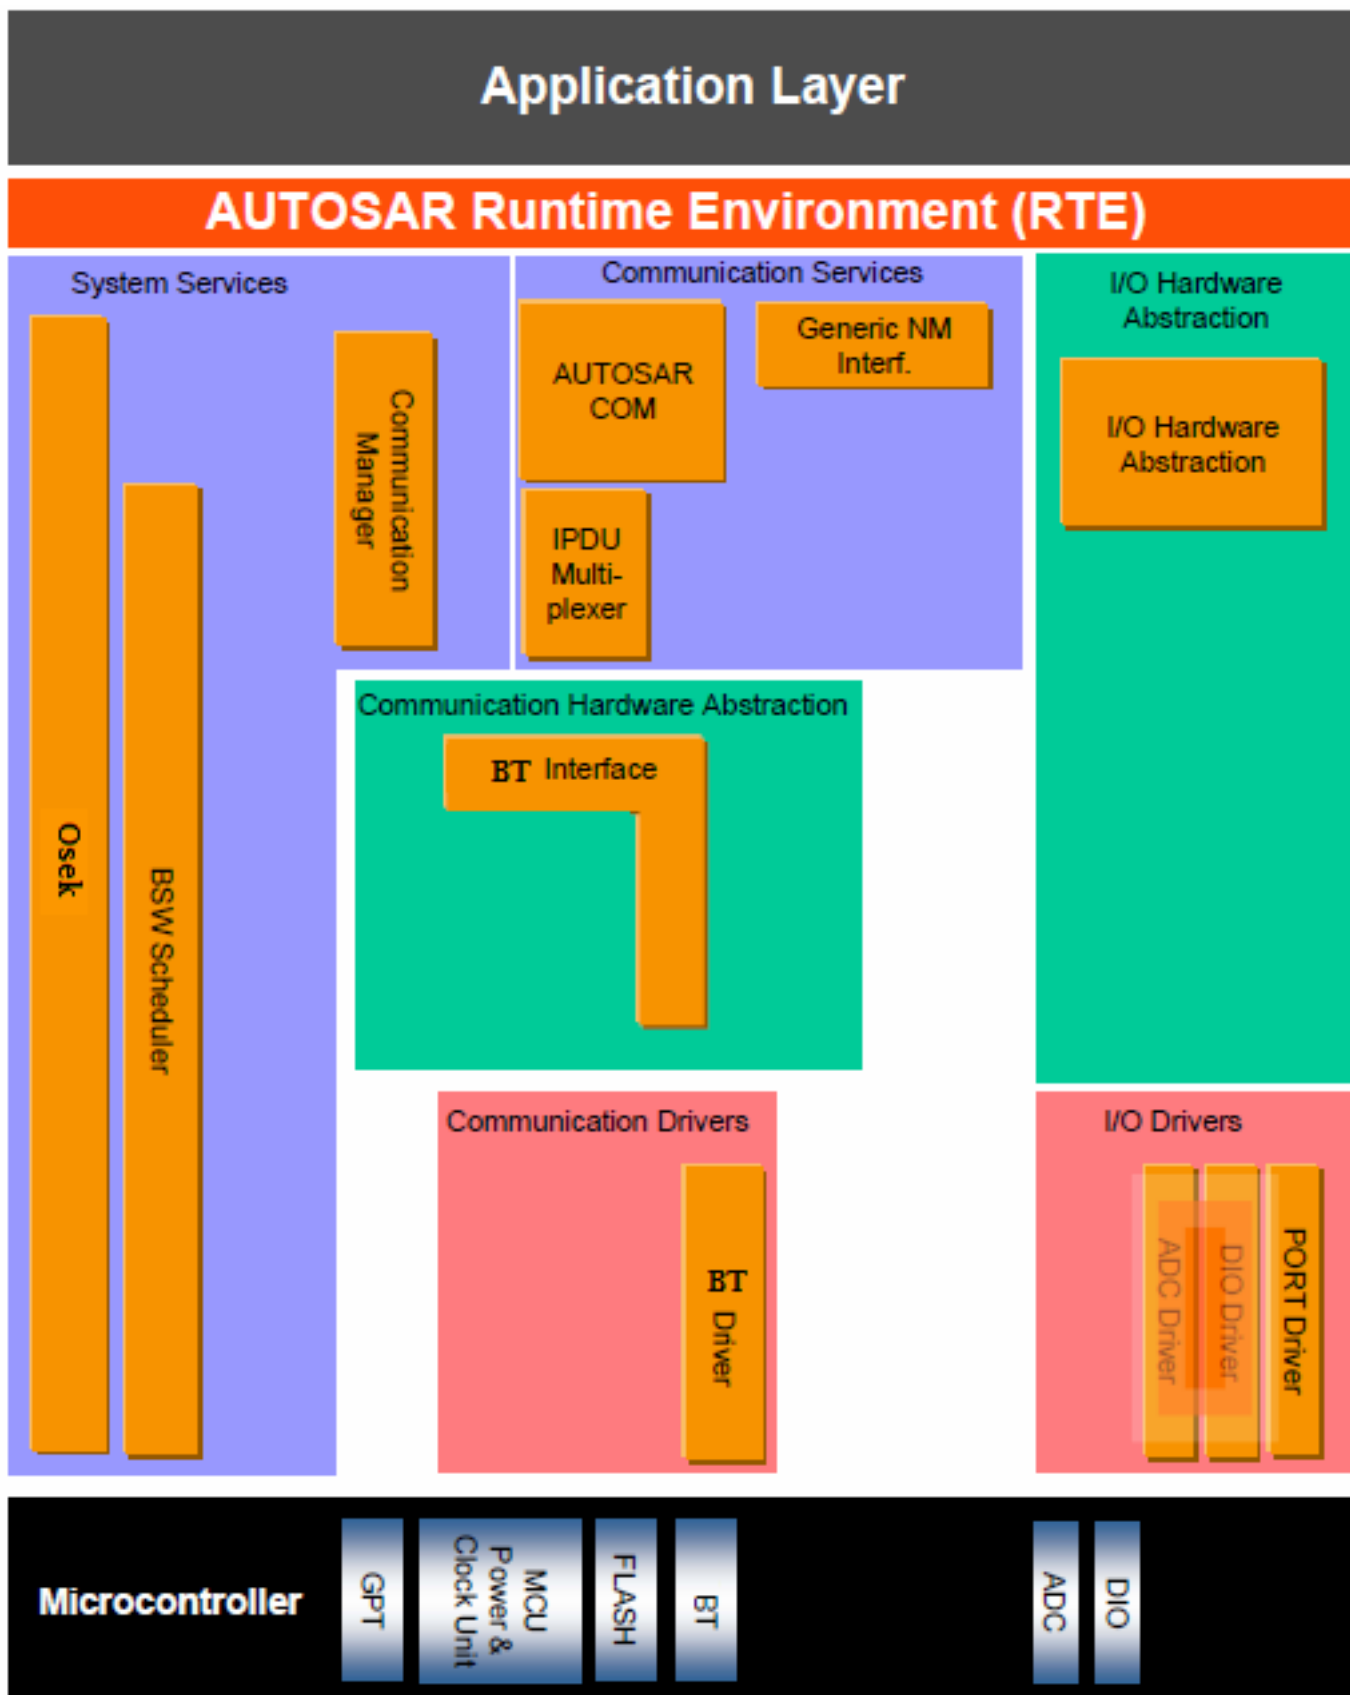 Application Layer
AUTOSAR Runtime Environment (RTE)
System Services
Osek
BSW Scheduler
Communication
Manager
Communication Services
AUTOSAR
COM
Generic NM
Interf.
IPDU
Multi-
plexer
I/O Hardware
Abstraction
I/O Hardware
Abstraction
Communication Hardware Abstraction
BT Interface
Communication Drivers
BT
Driver
I/O Drivers
ADC Driver
DIO Driver
PORT Driver
Microcontroller
GPT
MCU
Power &
Clock Unit
FLASH
BT
ADC
DIO